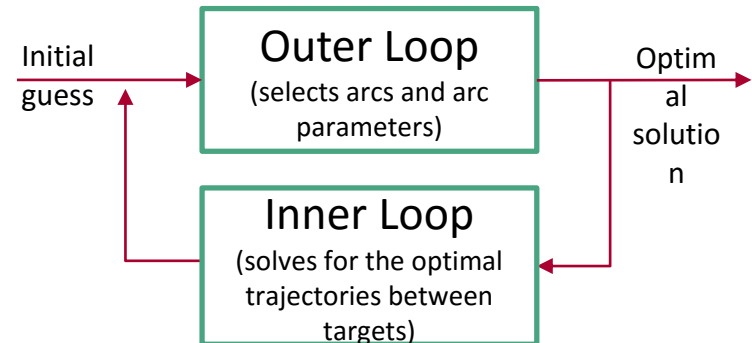 Initial
guess
Outer Loop
(selects arcs and arc
parameters)
Optim
al
solutio
n
Inner Loop
(solves for the optimal
trajectories between
targets)